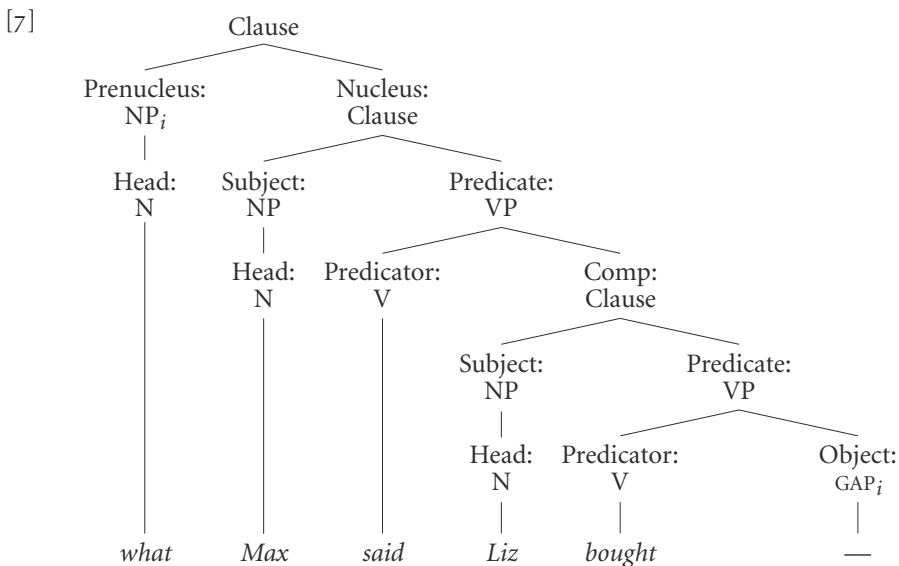 [7]
Clause
Prenucleus: Nucleus:
NPi Clause
Head: Subject: Predicate:
N NP VP
Head: Predicator: Comp:
N V Clause
Subject: Predicate:
NP VP
Head: Predicator: Object:
N V GAPi
what Max said Liz bought —